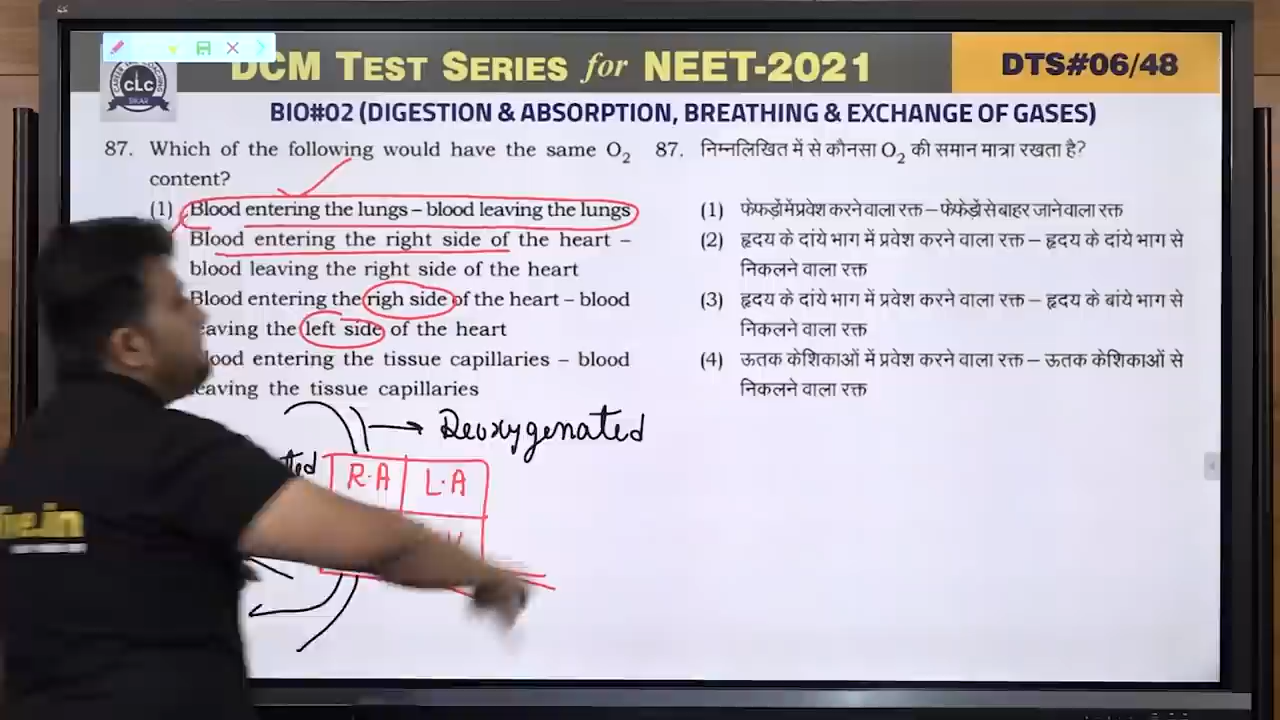 DCM TEST SERIES for NEET-2021
DTS#06/48
CLC
SIKAR
BIO#02 (DIGESTION & ABSORPTION, BREATHING & EXCHANGE OF GASES)
87. Which of the following would have the same O2
content?
(1) Blood entering the lungs – blood leaving the lungs
Blood entering the right side of the heart –
blood leaving the right side of the heart
Blood entering the righ side of the heart – blood
leaving the left side of the heart
Blood entering the tissue capillaries – blood
leaving the tissue capillaries
87. निम्नलिखित में से कौनसा O2 की समान मात्रा रखता है?
(1) फेफड़ों में प्रवेश करने वाला रक्त – फेफेड़ों से बाहर जाने वाला रक्त
(2) हृदय के दांये भाग में प्रवेश करने वाला रक्त – हृदय के दांये भाग से
निकलने वाला रक्त
(3) हृदय के दांये भाग में प्रवेश करने वाला रक्त – हृदय के बांये भाग से
निकलने वाला रक्त
(4) ऊतक केशिकाओं में प्रवेश करने वाला रक्त – ऊतक केशिकाओं से
निकलने वाला रक्त
Deoxygenated
R.A L.A